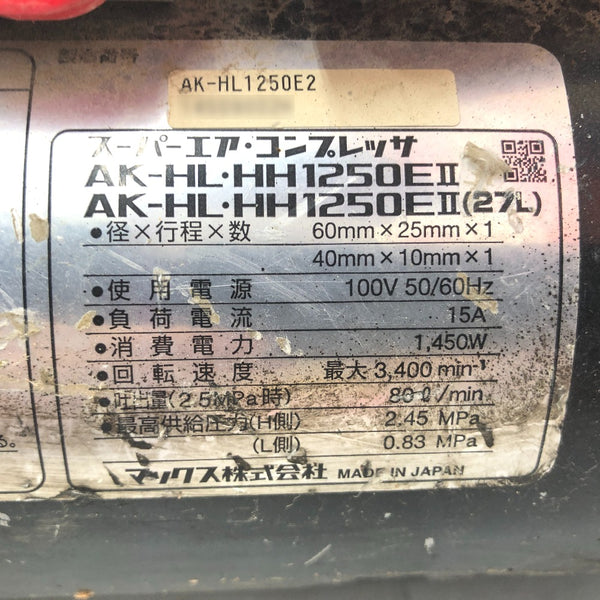 製造番号
AK-HL1250E2
スーパーエア・コンプレッサ
AK-HL・HH1250EⅡ
AK-HL・HH1250EⅡ(27L)
●径×行程×数 60mm×25mm×1
40mm×10mm×1
●使用電源 100V 50/60Hz
●負荷電流 15A
●消費電力 1,450W
●回転速度 最大3,400min⁻¹
●吐出量(2.5MPa時) 80ℓ/min
●最高供給圧力(H側) 2.45 MPa
(L側) 0.83 MPa
る。
マックス株式会社 MADE IN JAPAN